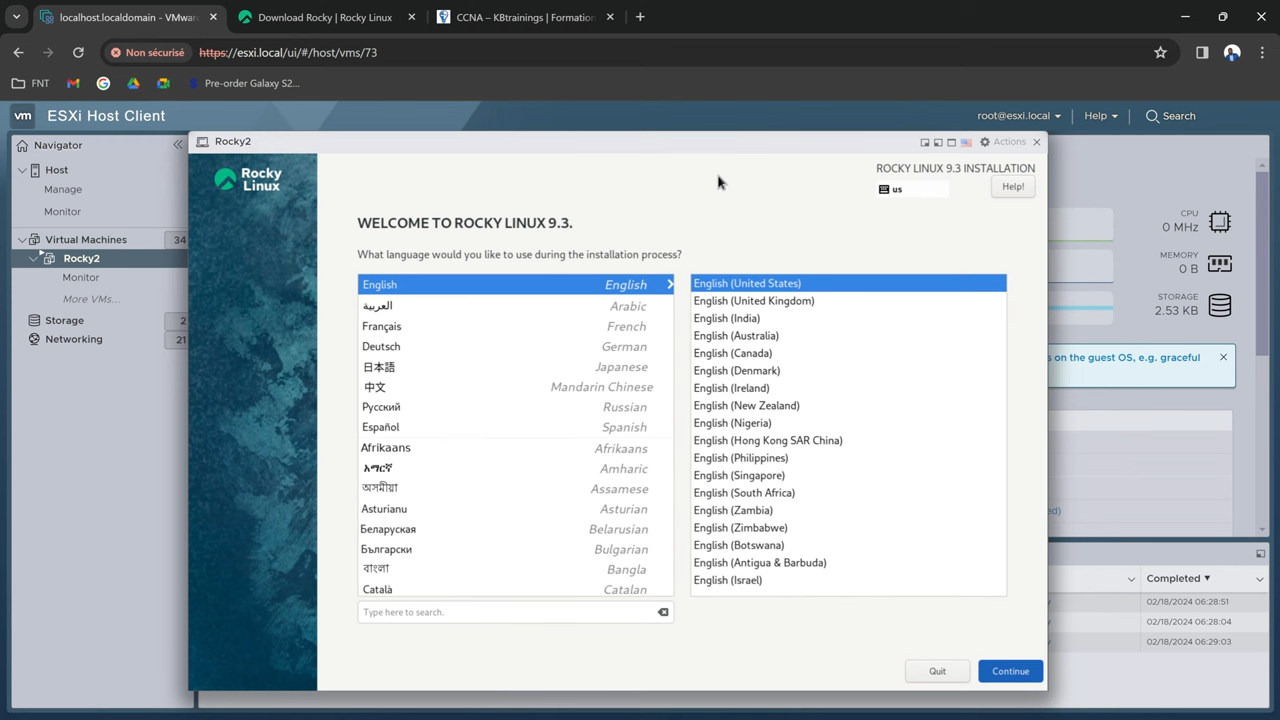 localhost.localdomain - VMwar
Download Rocky | Rocky Linux
CCNA – KBtrainings | Formation
Non sécurisé
https://esxi.local/ui/#/host/vms/73
FNT
Pre-order Galaxy S2...
vm
ESXi Host Client
root@esxi.local
Help
Search
Navigator
Host
Manage
Monitor
Virtual Machines
34
Rocky2
Monitor
More VMs...
Storage
2
Networking
21
Rocky2
Actions
Rocky
Linux
ROCKY LINUX 9.3 INSTALLATION
us
Help!
WELCOME TO ROCKY LINUX 9.3.
What language would you like to use during the installation process?
English English
العربية Arabic
Français French
Deutsch German
日本語 Japanese
中文 Mandarin Chinese
Русский Russian
Español Spanish
Afrikaans Afrikaans
አማርኛ Amharic
অসমীয়া Assamese
Asturianu Asturian
Беларуская Belarusian
Български Bulgarian
বাংলা Bangla
Català Catalan
Type here to search.
English (United States)
English (United Kingdom)
English (India)
English (Australia)
English (Canada)
English (Denmark)
English (Ireland)
English (New Zealand)
English (Nigeria)
English (Hong Kong SAR China)
English (Philippines)
English (Singapore)
English (South Africa)
English (Zambia)
English (Zimbabwe)
English (Botswana)
English (Antigua & Barbuda)
English (Israel)
Quit
Continue
CPU
0 MHz
MEMORY
0 B
STORAGE
2.53 KB
s on the guest OS, e.g. graceful
Completed
02/18/2024 06:28:51
02/18/2024 06:28:04
02/18/2024 06:29:03